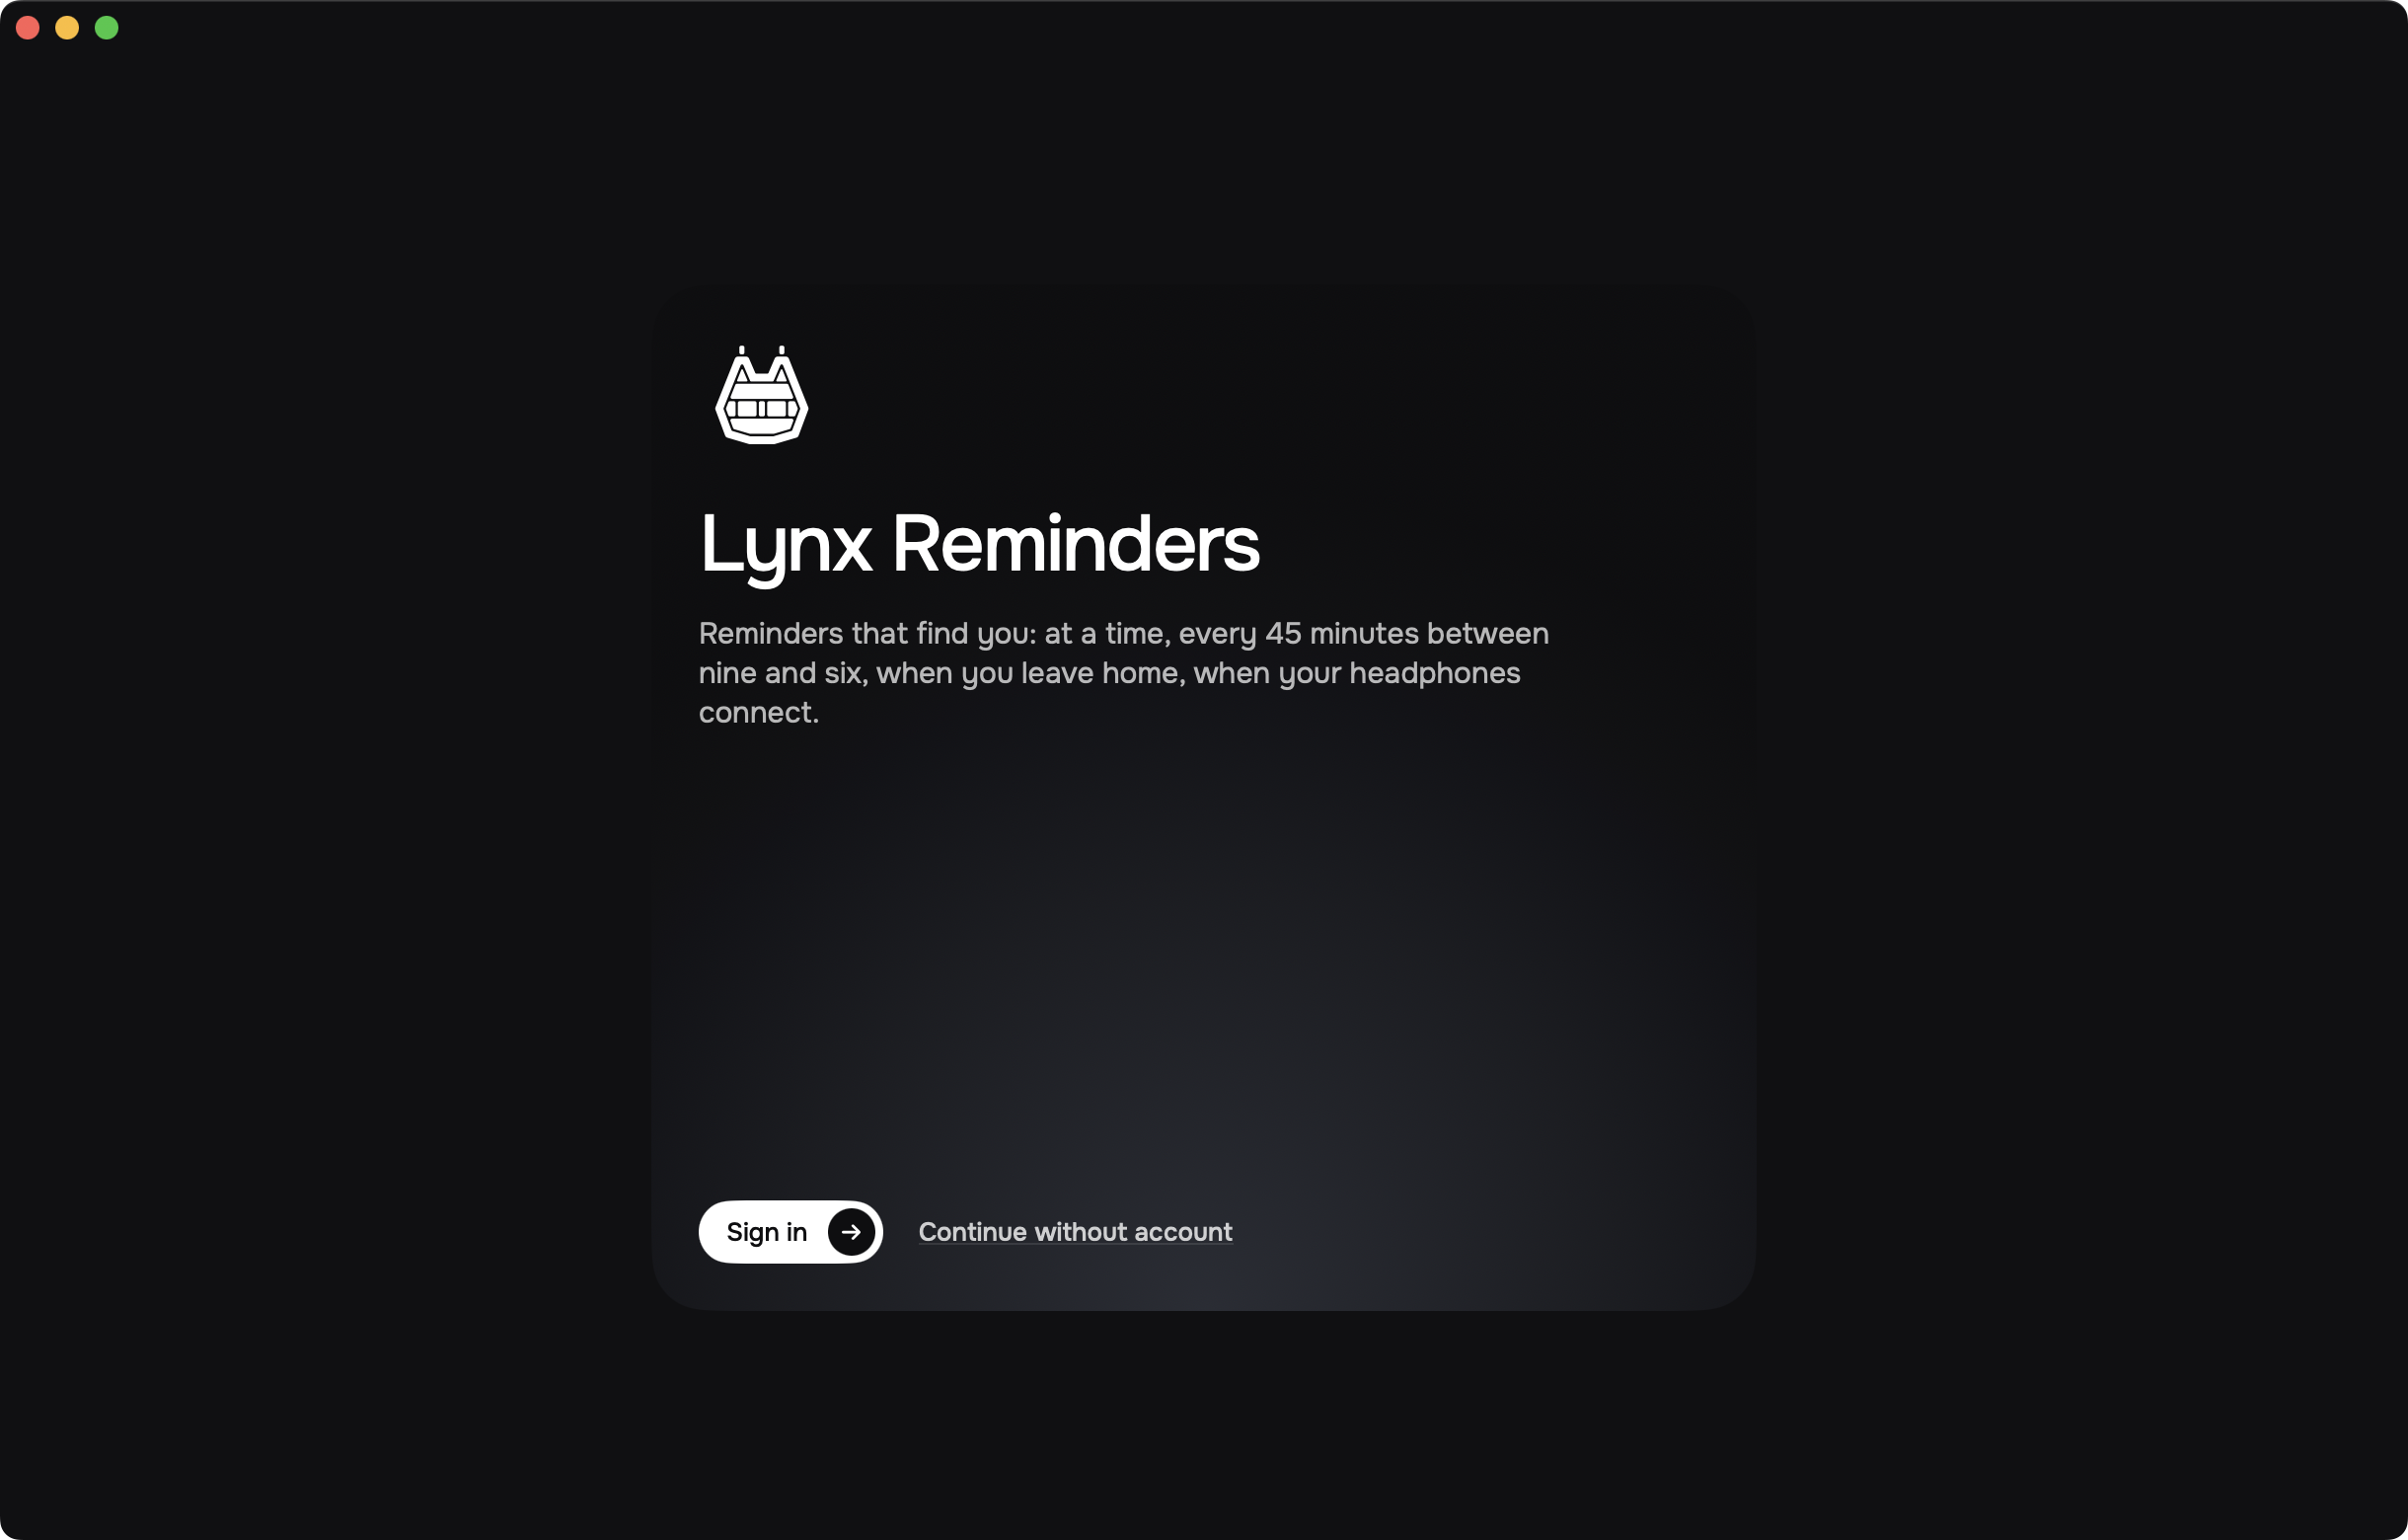 Lynx Reminders
Reminders that find you: at a time, every 45 minutes between
nine and six, when you leave home, when your headphones
connect.
Sign in
Continue without account